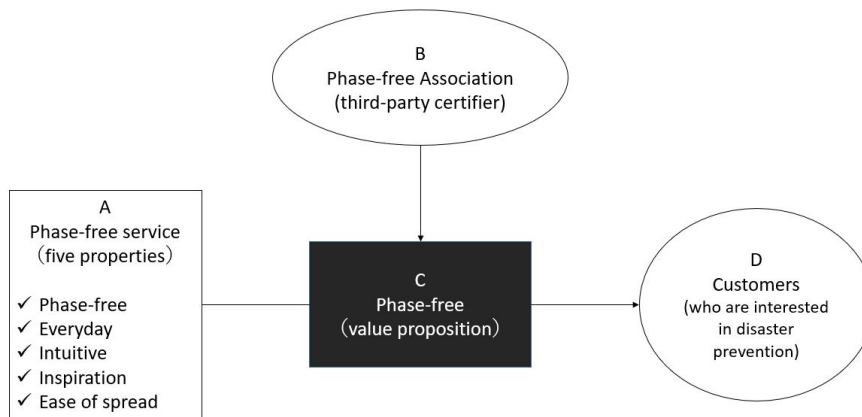 B
Phase-free Association
(third-party certifier)
A
Phase-free service
（five properties）
✓ Phase-free
✓ Everyday
✓ Intuitive
✓ Inspiration
✓ Ease of spread
C
Phase-free
（value proposition）
D
Customers
(who are interested
in disaster
prevention)